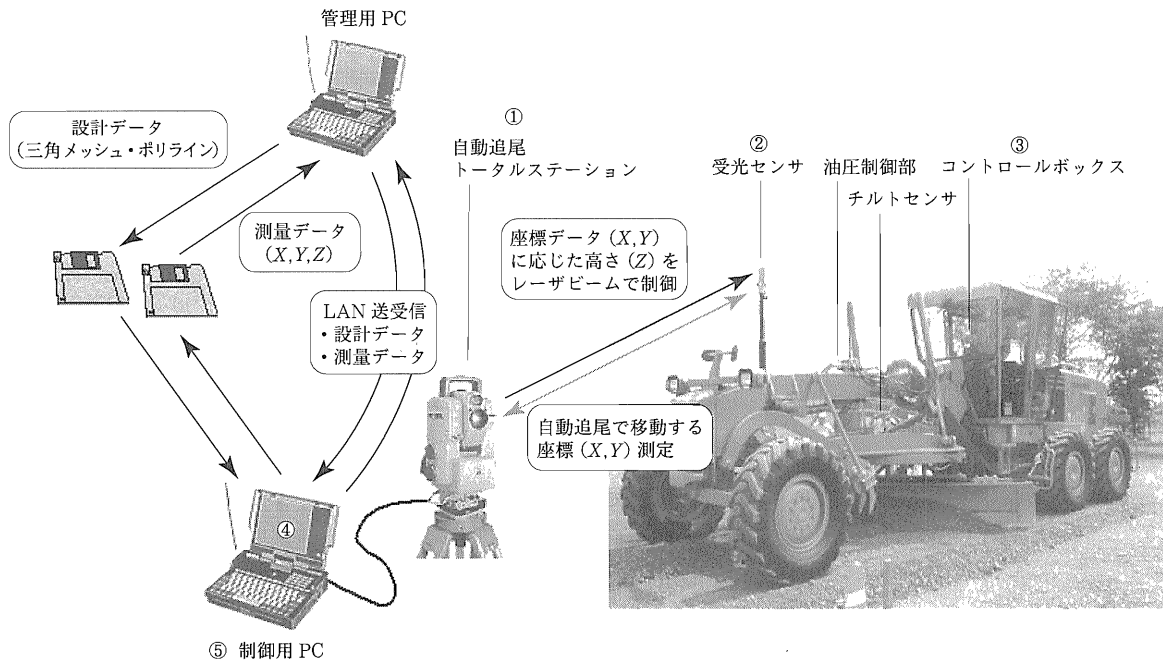 管理用 PC
設計データ
(三角メッシュ・ポリライン)
①
自動追尾
トータルステーション
②
受光センサ
油圧制御部
チルトセンサ
③
コントロールボックス
測量データ
(X,Y,Z)
座標データ (X,Y)
に応じた高さ (Z) を
レーザビームで制御
LAN 送受信
・設計データ
・測量データ
自動追尾で移動する
座標 (X,Y) 測定
④
⑤ 制御用 PC